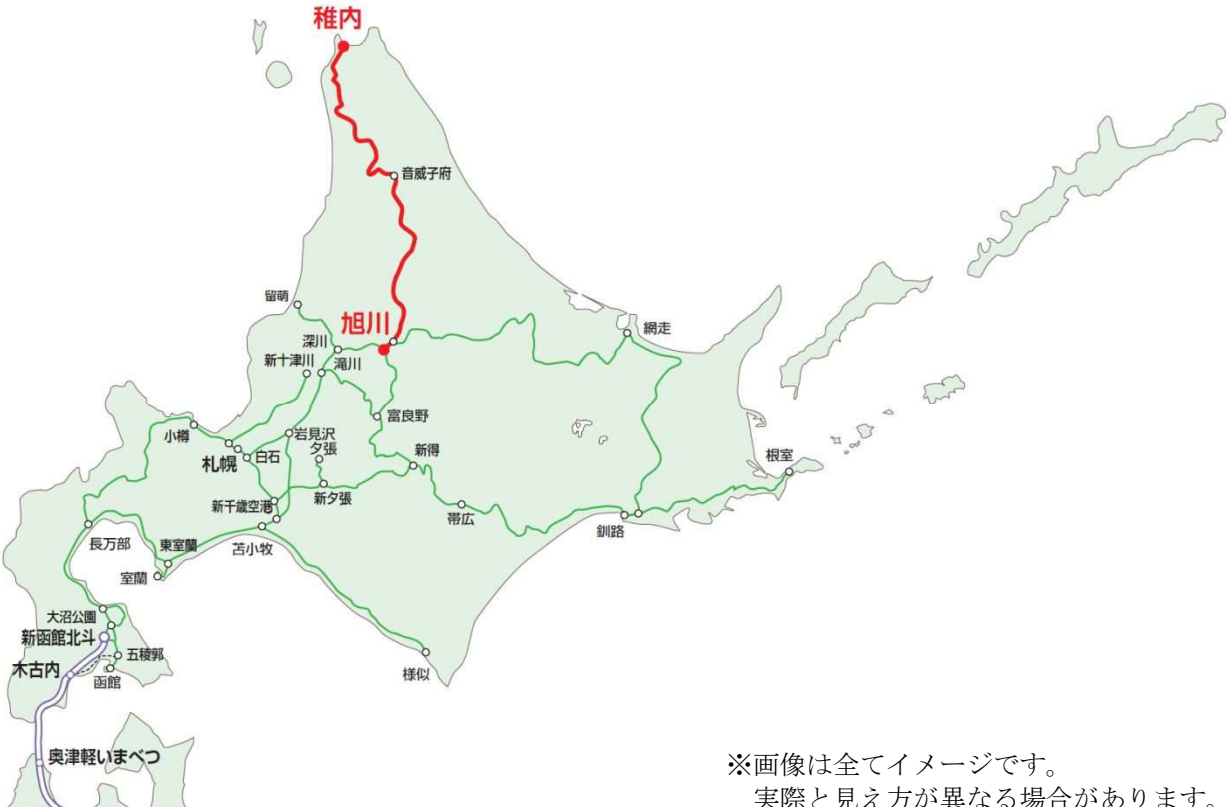 稚内
音威子府
留萌
旭川
網走
深川
新十津川
滝川
富良野
小樽
岩見沢
夕張
新得
札幌
白石
根室
新千歳空港
新夕張
帯広
釧路
長万部
東室蘭
苫小牧
室蘭
大沼公園
新函館北斗
五稜郭
木古内
函館
様似
奥津軽いまべつ
※画像は全てイメージです。
実際と見え方が異なる場合があります。